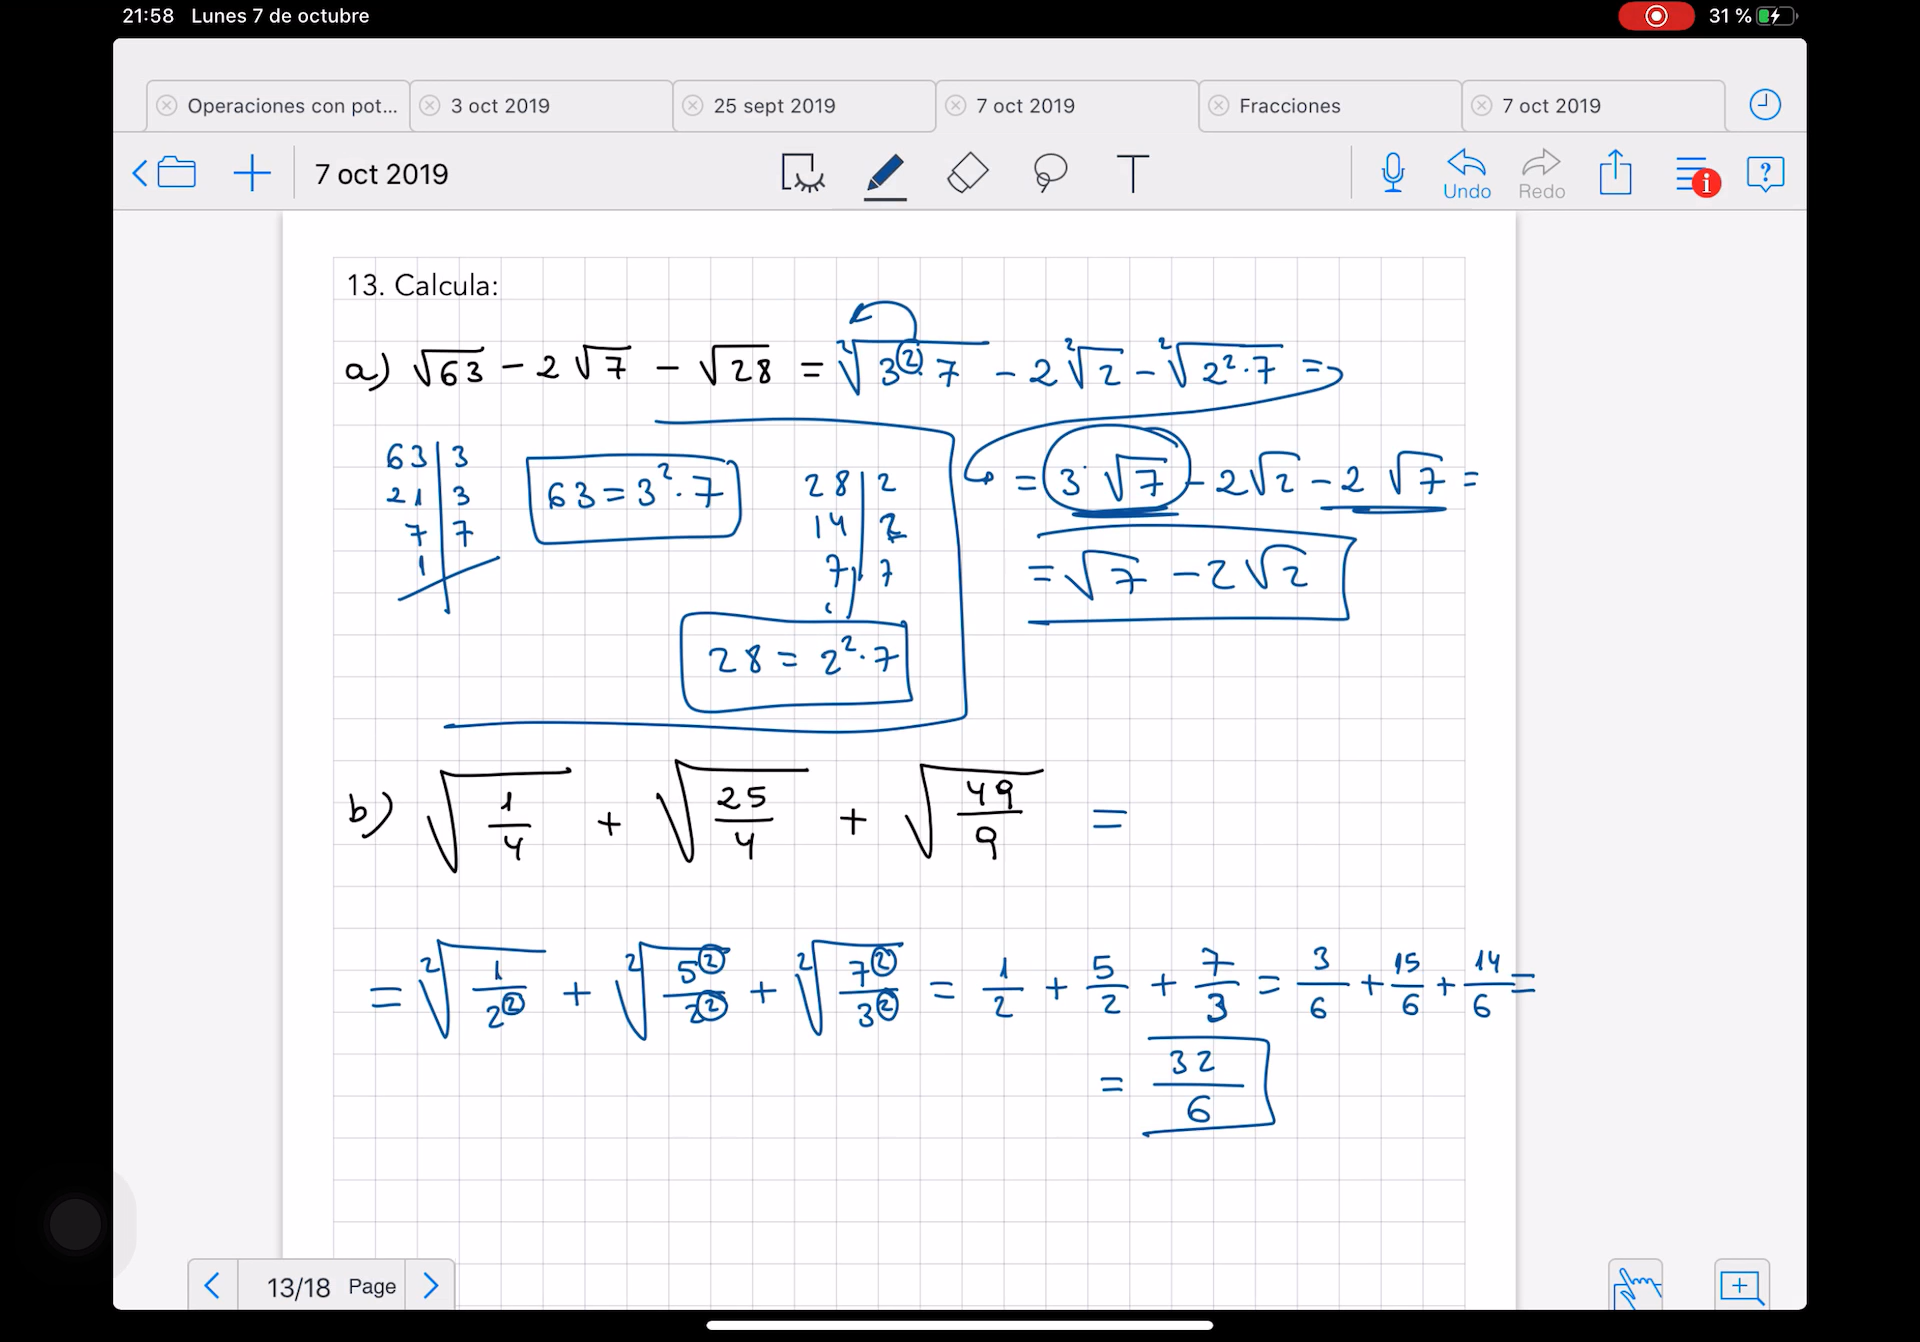 21:58 Lunes 7 de octubre 31 %
Operaciones con pot... 3 oct 2019 25 sept 2019 7 oct 2019 Fracciones 7 oct 2019
7 oct 2019 T Undo Redo i ?
13. Calcula:
a) √63 − 2√7 − √28 = ²√(3²·7) − 2 ²√2 − ²√(2²·7) =>
= 3·√7 − 2√2 − 2√7 =
= √7 − 2√2
63 | 3
21 | 3
7 | 7
1
63 = 3²·7
28 | 2
14 | 2
7 | 7
1
28 = 2²·7
b) √(1/4) + √(25/4) + √(49/9) =
= ²√(1/2²) + ²√(5²/2²) + ²√(7²/3²) = 1/2 + 5/2 + 7/3 = 3/6 + 15/6 + 14/6 =
= 32/6
13/18 Page